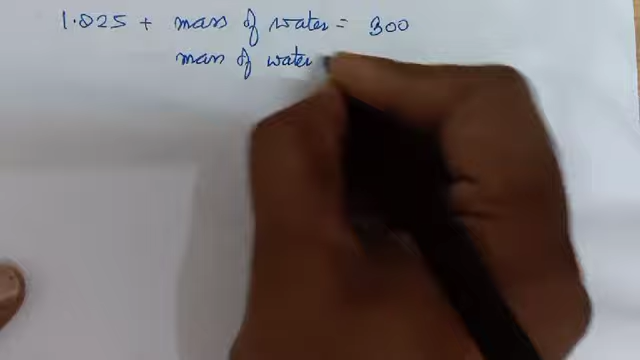 1.825 + mass of water = 300
mass of water